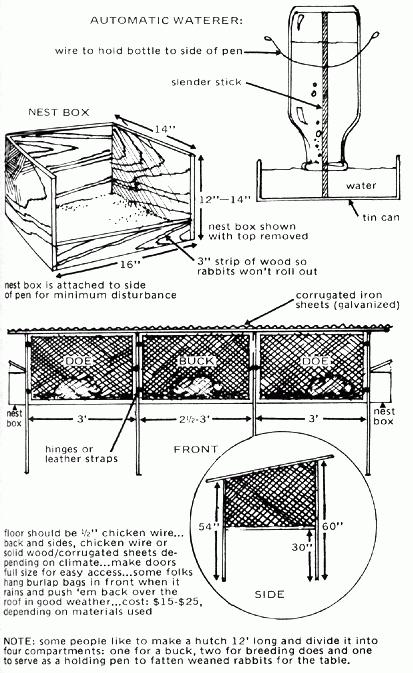 AUTOMATIC WATERER:
wire to hold bottle to side of pen
slender stick
NEST BOX
14"
12"—14"
water
tin can
nest box shown
with top removed
16"
3" strip of wood so
rabbits won't roll out
nest box is attached to side
of pen for minimum disturbance
corrugated iron
sheets (galvanized)
DOE
BUCK
DOE
nest
box
3'
2½-3'
3'
nest
box
hinges or
leather straps
FRONT
54"
60"
30"
SIDE
floor should be ½" chicken wire...
back and sides, chicken wire or
solid wood/corrugated sheets de-
pending on climate...make doors
full size for easy access...some folks
hang burlap bags in front when it
rains and push 'em back over the
roof in good weather...cost: $15-$25,
depending on materials used
NOTE: some people like to make a hutch 12' long and divide it into
four compartments: one for a buck, two for breeding does and one
to serve as a holding pen to fatten weaned rabbits for the table.